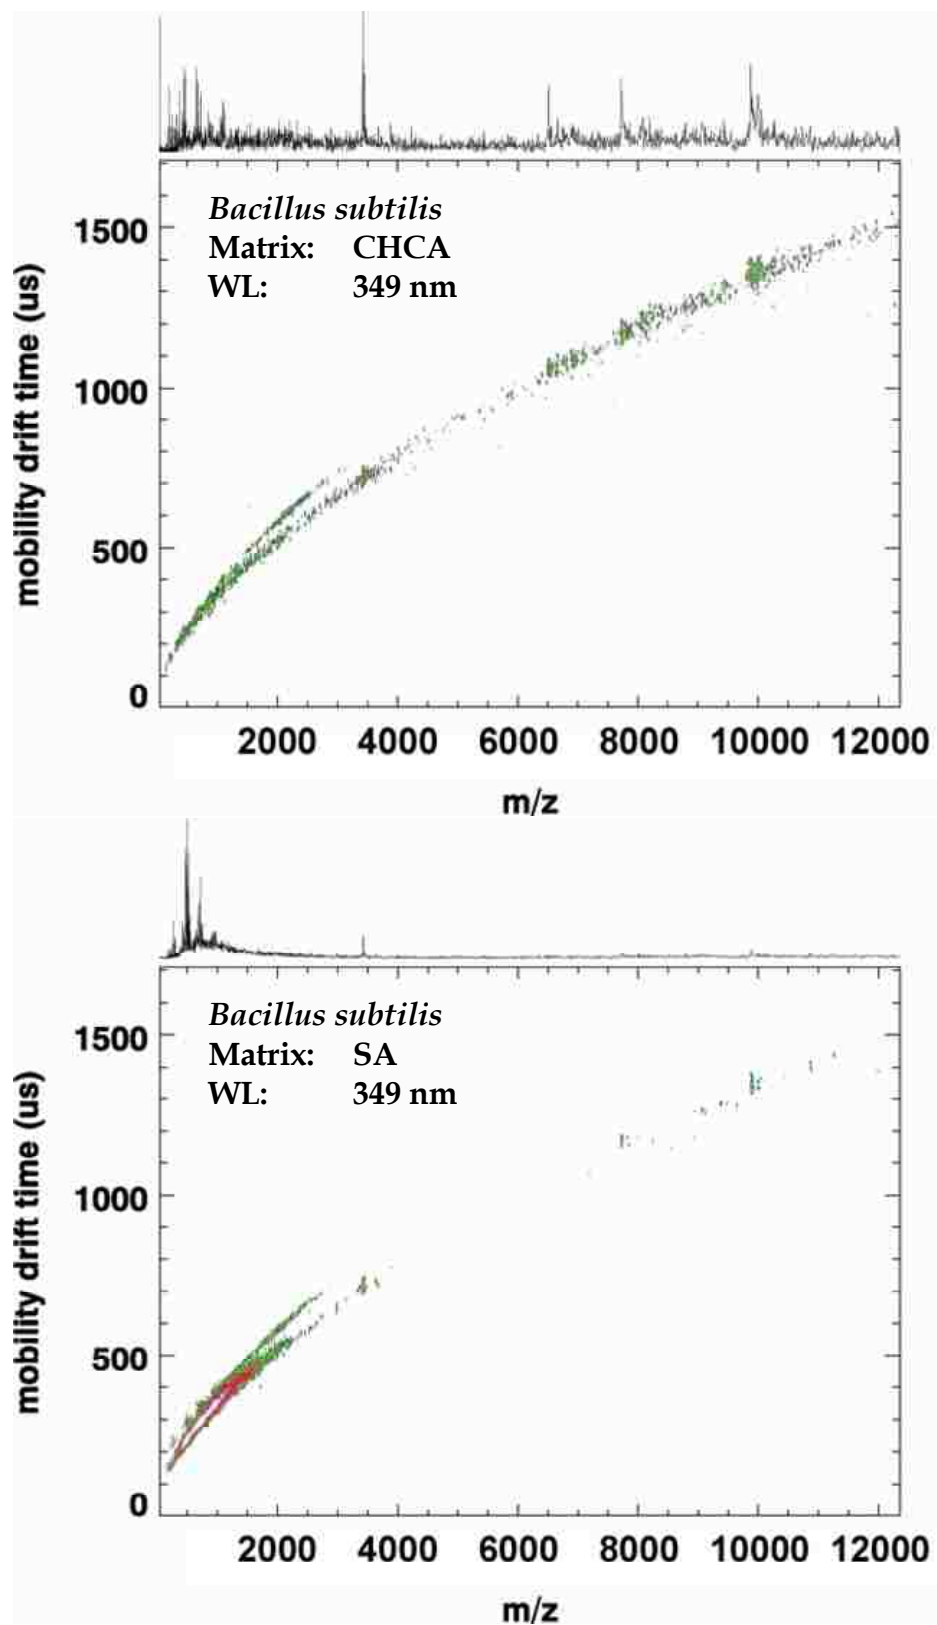 Bacillus subtilis
Matrix: CHCA
WL: 349 nm
1500
1000
500
0
mobility drift time (us)
2000 4000 6000 8000 10000 12000
m/z
Bacillus subtilis
Matrix: SA
WL: 349 nm
1500
1000
500
0
mobility drift time (us)
2000 4000 6000 8000 10000 12000
m/z